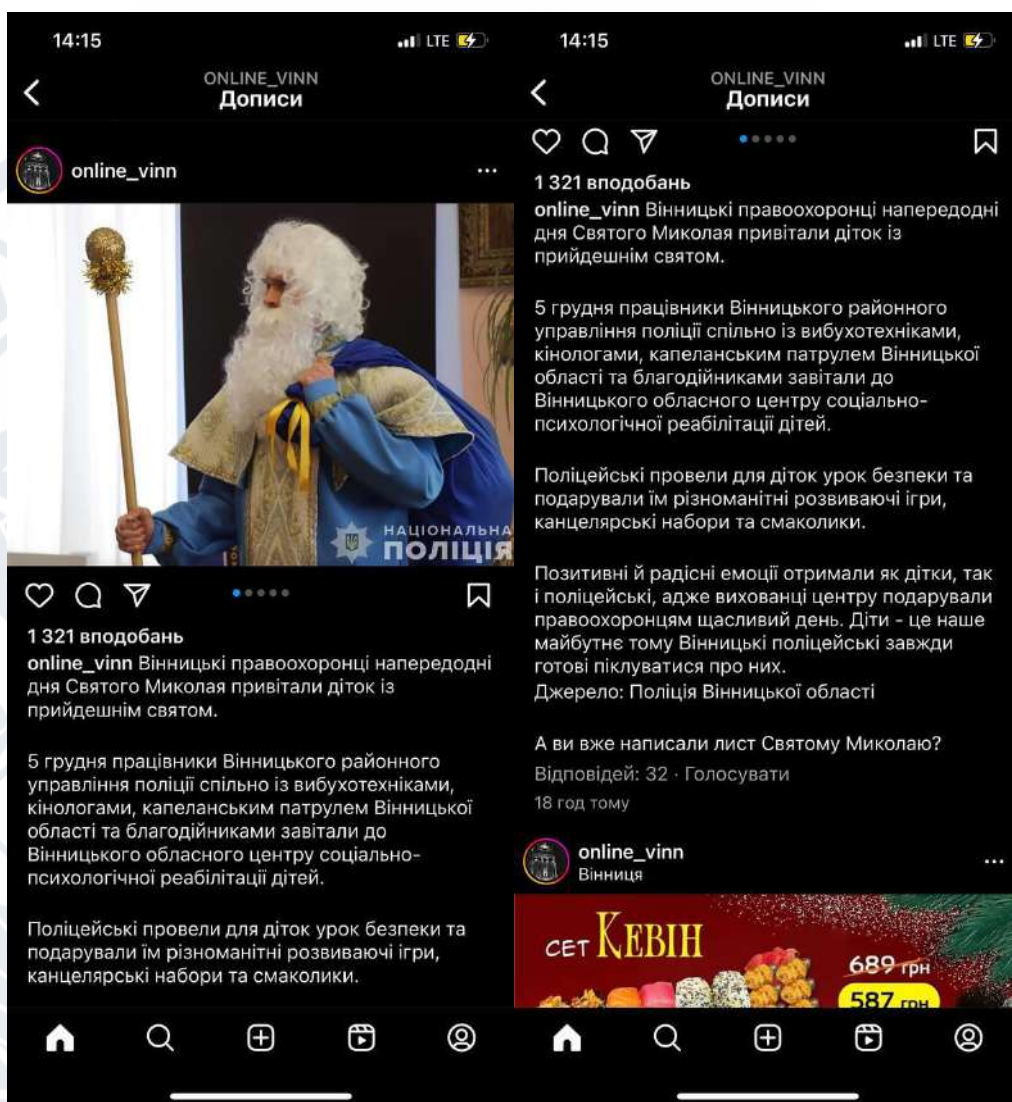 14:15
LTE
ONLINE_VINN
Дописи
online_vinn
НАЦІОНАЛЬНА
ПОЛІЦІЯ
1 321 вподобань
online_vinn Вінницькі правоохоронці напередодні
дня Святого Миколая привітали діток із
прийдешнім святом.
5 грудня працівники Вінницького районного
управління поліції спільно із вибухотехніками,
кінологами, капеланським патрулем Вінницької
області та благодійниками завітали до
Вінницького обласного центру соціально-
психологічної реабілітації дітей.
Поліцейські провели для діток урок безпеки та
подарували їм різноманітні розвиваючі ігри,
канцелярські набори та смаколики.
14:15
LTE
ONLINE_VINN
Дописи
1 321 вподобань
online_vinn Вінницькі правоохоронці напередодні
дня Святого Миколая привітали діток із
прийдешнім святом.
5 грудня працівники Вінницького районного
управління поліції спільно із вибухотехніками,
кінологами, капеланським патрулем Вінницької
області та благодійниками завітали до
Вінницького обласного центру соціально-
психологічної реабілітації дітей.
Поліцейські провели для діток урок безпеки та
подарували їм різноманітні розвиваючі ігри,
канцелярські набори та смаколики.
Позитивні й радісні емоції отримали як дітки, так
і поліцейські, адже вихованці центру подарували
правоохоронцям щасливий день. Діти - це наше
майбутнє тому Вінницькі поліцейські завжди
готові піклуватися про них.
Джерело: Поліція Вінницької області
А ви вже написали лист Святому Миколаю?
Відповідей: 32 · Голосувати
18 год тому
online_vinn
Вінниця
СЕТ КЕВІН
689 грн
587 грн